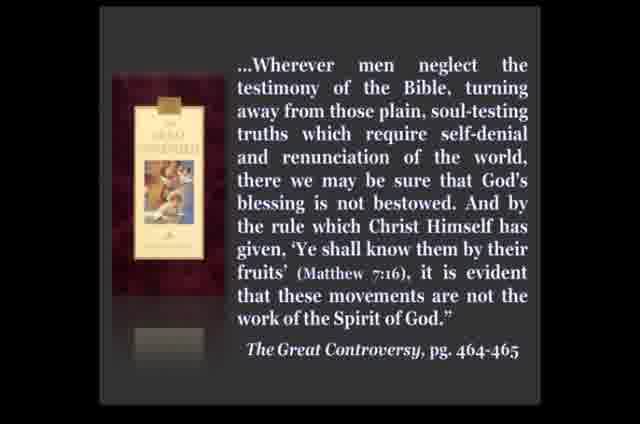 ...Wherever men neglect the
testimony of the Bible, turning
away from those plain, soul-testing
truths which require self-denial
and renunciation of the world,
there we may be sure that God's
blessing is not bestowed. And by
the rule which Christ Himself has
given, ‘Ye shall know them by their
fruits’ (Matthew 7:16), it is evident
that these movements are not the
work of the Spirit of God.”
The Great Controversy, pg. 464-465